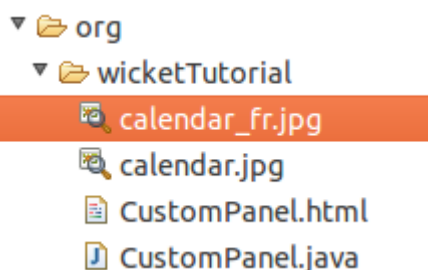 org
wicketTutorial
calendar_fr.jpg
calendar.jpg
CustomPanel.html
CustomPanel.java